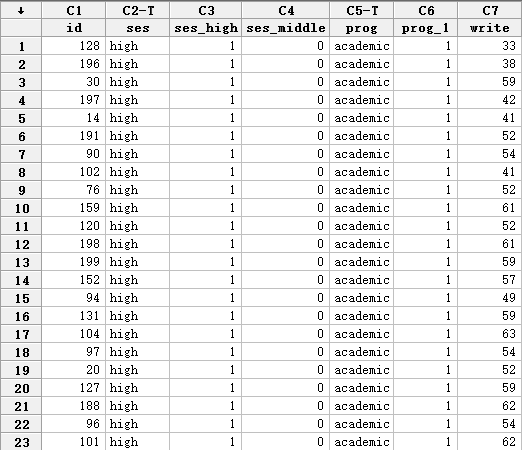 ↓ C1 C2-T C3 C4 C5-T C6 C7
id ses ses_high ses_middle prog prog_1 write
1 128 high 1 0 academic 1 33
2 196 high 1 0 academic 1 38
3 30 high 1 0 academic 1 59
4 197 high 1 0 academic 1 42
5 14 high 1 0 academic 1 41
6 191 high 1 0 academic 1 52
7 90 high 1 0 academic 1 54
8 102 high 1 0 academic 1 41
9 76 high 1 0 academic 1 52
10 159 high 1 0 academic 1 61
11 120 high 1 0 academic 1 52
12 198 high 1 0 academic 1 61
13 199 high 1 0 academic 1 59
14 152 high 1 0 academic 1 57
15 94 high 1 0 academic 1 49
16 131 high 1 0 academic 1 59
17 104 high 1 0 academic 1 63
18 97 high 1 0 academic 1 54
19 20 high 1 0 academic 1 52
20 127 high 1 0 academic 1 59
21 188 high 1 0 academic 1 62
22 96 high 1 0 academic 1 54
23 101 high 1 0 academic 1 62